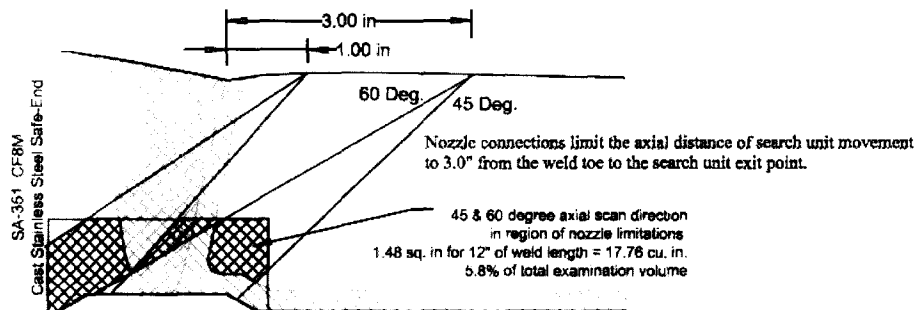 3.00 in
1.00 in
60 Deg.
45 Deg.
SA-351 CF8M
Cast Stainless Steel Safe-End
Nozzle connections limit the axial distance of search unit movement
to 3.0" from the weld toe to the search unit exit point.
45 & 60 degree axial scan direction
in region of nozzle limitations
1.48 sq. in for 12" of weld length = 17.76 cu. in.
5.8% of total examination volume